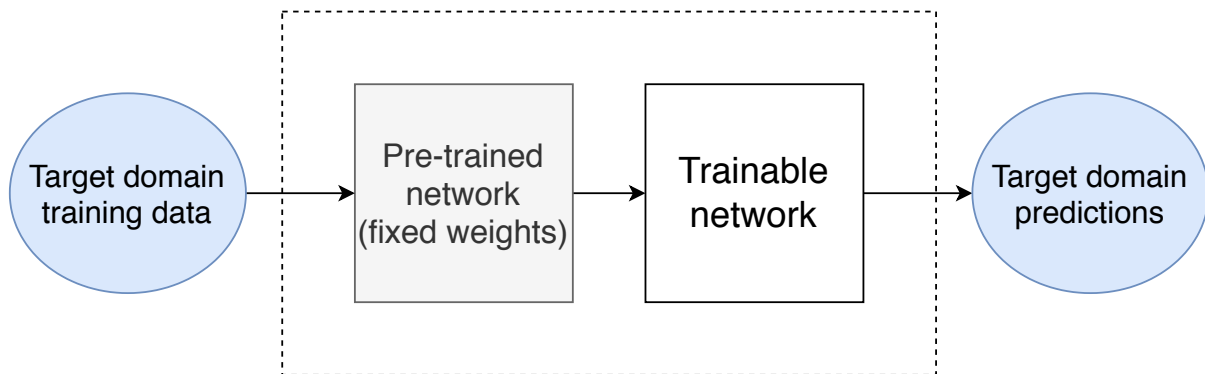 Target domain
training data
Pre-trained
network
(fixed weights)
Trainable
network
Target domain
predictions